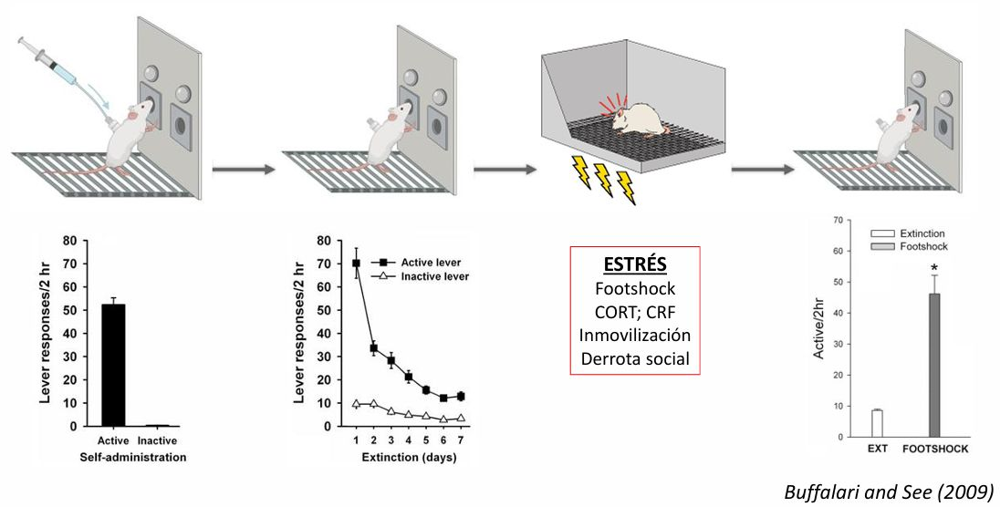 80
70
60
50
40
30
20
10
0
Lever responses/2 hr
Active Inactive
Self-administration
80
70
60
50
40
30
20
10
0
Lever responses/2 hr
Active lever
Inactive lever
1 2 3 4 5 6 7
Extinction (days)
ESTRÉS
Footshock
CORT; CRF
Inmovilización
Derrota social
70
60
50
40
30
20
10
0
Active/2hr
Extinction
Footshock
*
EXT FOOTSHOCK
Buffalari and See (2009)